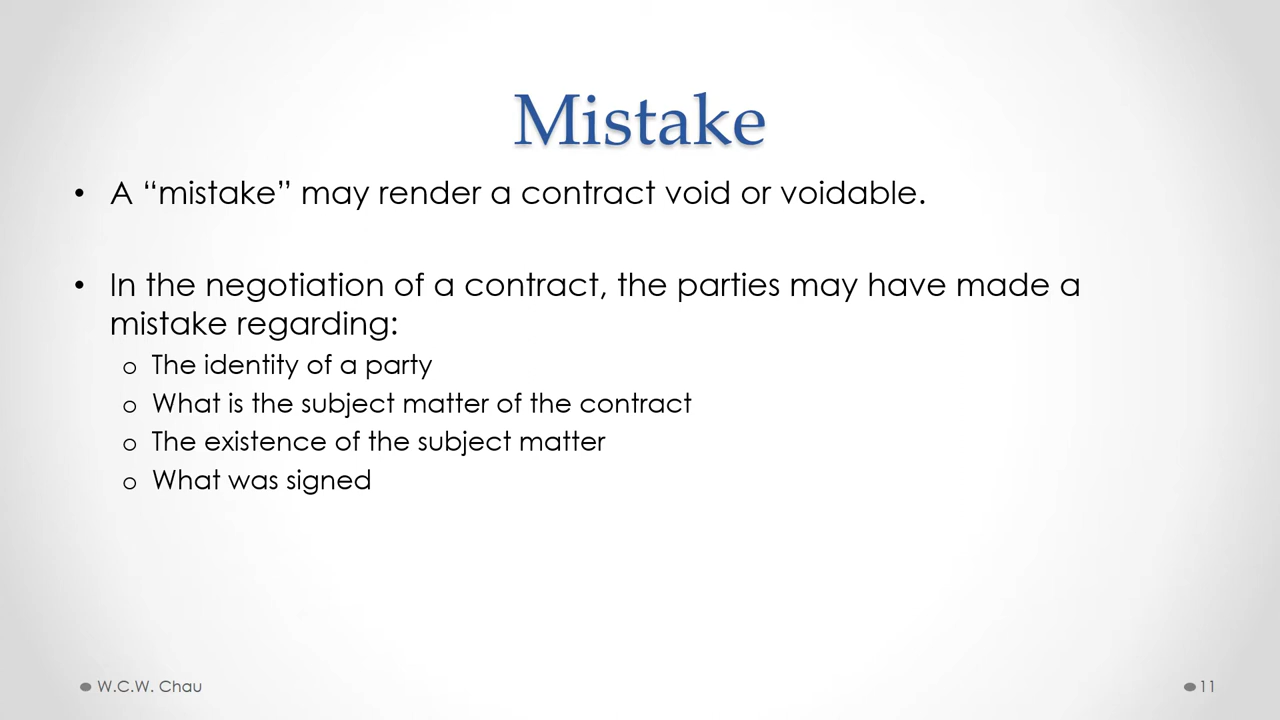 Mistake
• A “mistake” may render a contract void or voidable.
• In the negotiation of a contract, the parties may have made a
mistake regarding:
o The identity of a party
o What is the subject matter of the contract
o The existence of the subject matter
o What was signed
W.C.W. Chau
11